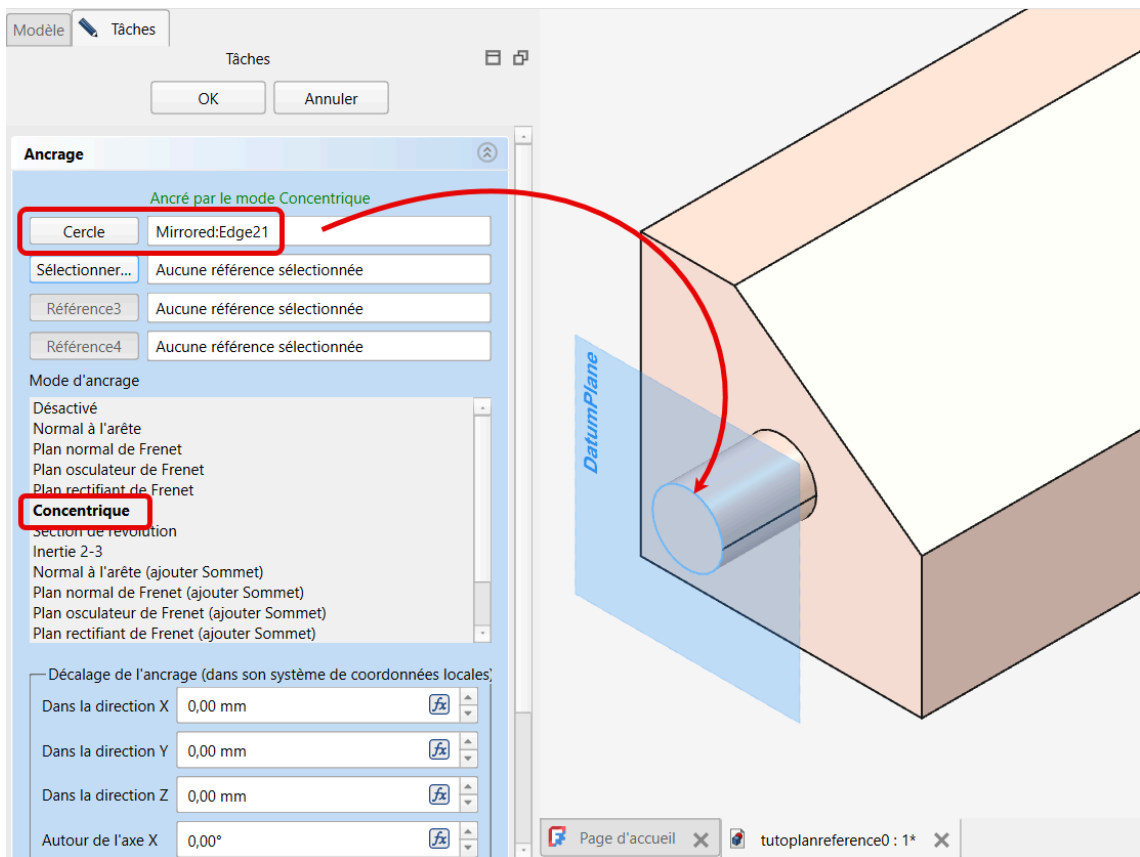 Modèle
Tâches
Tâches
OK
Annuler
Ancrage
Ancré par le mode Concentrique
Cercle
Mirrored:Edge21
Sélectionner...
Aucune référence sélectionnée
Référence3
Aucune référence sélectionnée
Référence4
Aucune référence sélectionnée
Mode d'ancrage
Désactivé
Normal à l'arête
Plan normal de Frenet
Plan osculateur de Frenet
Plan rectifiant de Frenet
Concentrique
Section de révolution
Inertie 2-3
Normal à l'arête (ajouter Sommet)
Plan normal de Frenet (ajouter Sommet)
Plan osculateur de Frenet (ajouter Sommet)
Plan rectifiant de Frenet (ajouter Sommet)
Décalage de l'ancrage (dans son système de coordonnées locales)
Dans la direction X
0,00 mm
fx
Dans la direction Y
0,00 mm
fx
Dans la direction Z
0,00 mm
fx
Autour de l'axe X
0,00°
fx
DatumPlane
Page d'accueil
tutoplanreference0 : 1*